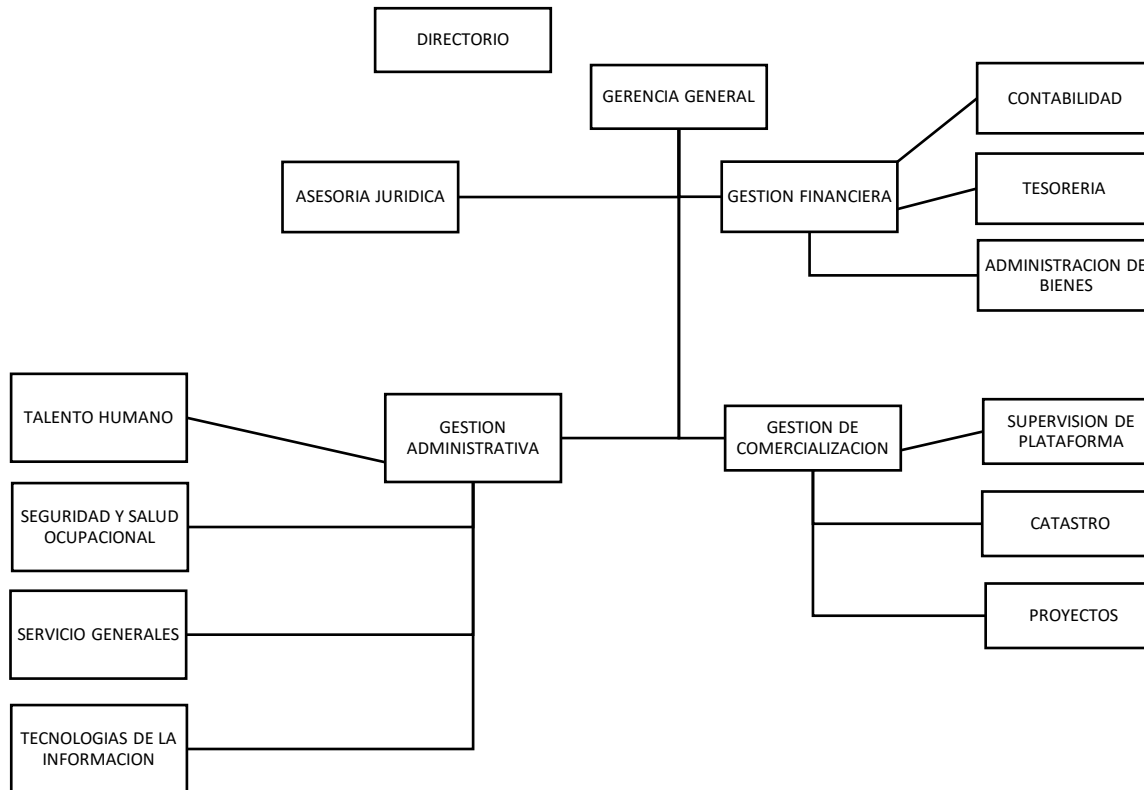 DIRECTORIO
GERENCIA GENERAL
CONTABILIDAD
ASESORIA JURIDICA
GESTION FINANCIERA
TESORERIA
ADMINISTRACION DE
BIENES
TALENTO HUMANO
GESTION
ADMINISTRATIVA
GESTION DE
COMERCIALIZACION
SUPERVISION DE
PLATAFORMA
SEGURIDAD Y SALUD
OCUPACIONAL
CATASTRO
SERVICIO GENERALES
PROYECTOS
TECNOLOGIAS DE LA
INFORMACION